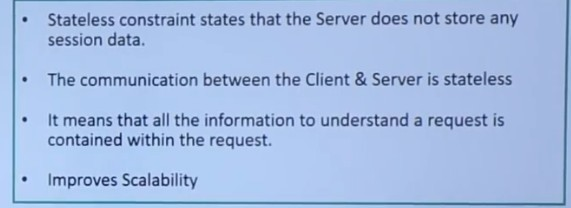 • Stateless constraint states that the Server does not store any
session data.
• The communication between the Client & Server is stateless
• It means that all the information to understand a request is
contained within the request.
• Improves Scalability